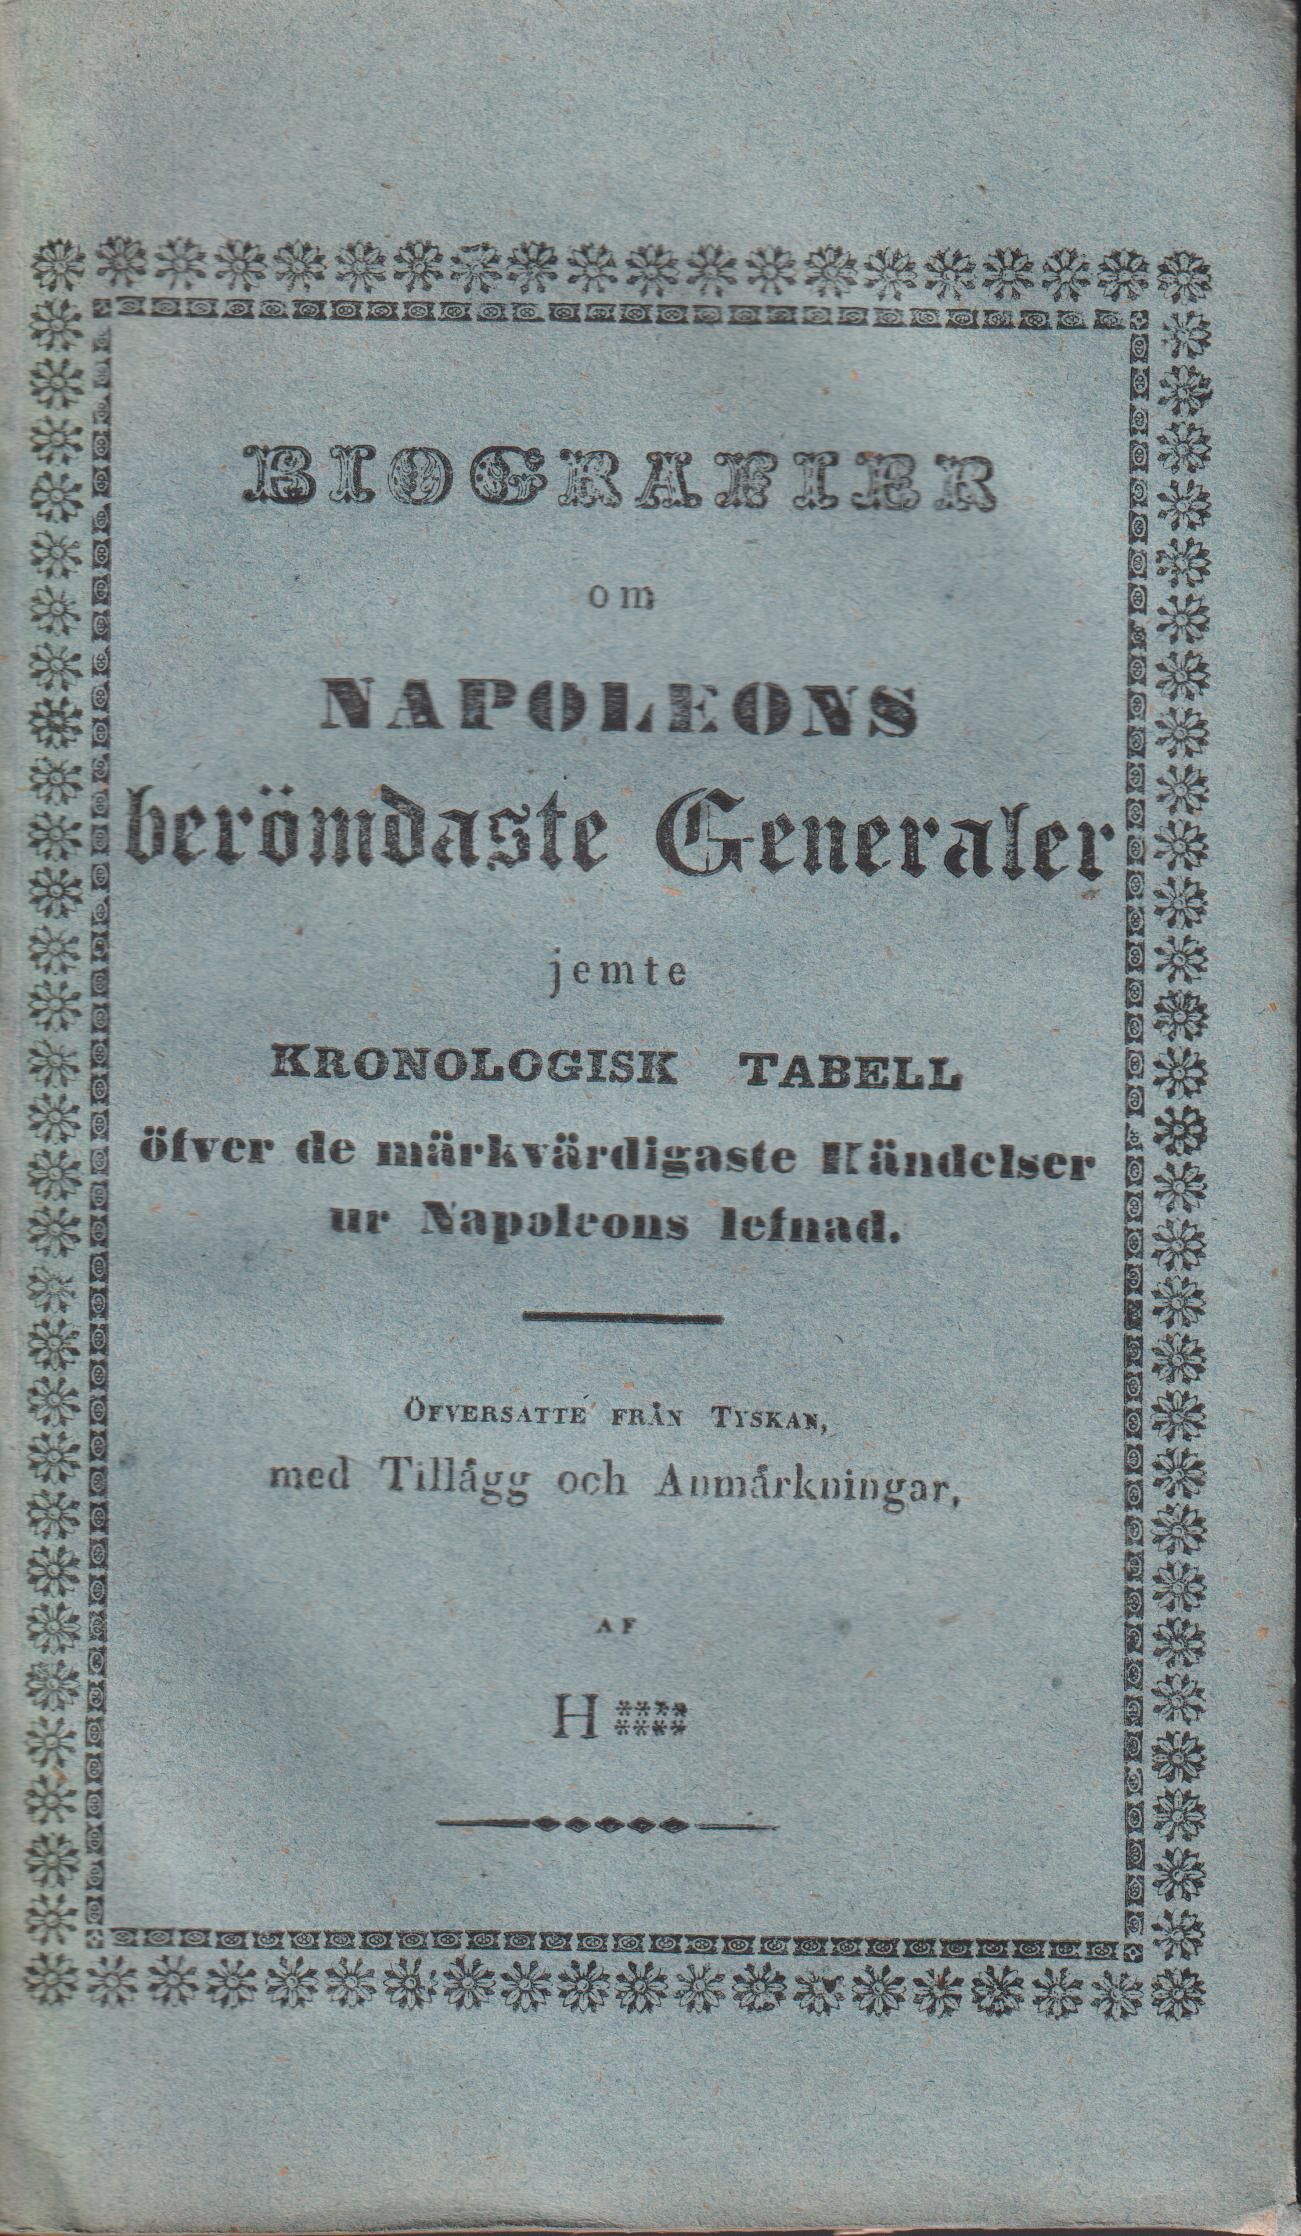 BIOGRAFIER
om
NAPOLEONS
berömdaste Generaler
jemte
KRONOLOGISK TABELL
öfver de märkvärdigaste Händelser
ur Napoleons lefnad.
ÖFVERSATTE FRÅN TYSKAN,
med Tillägg och Anmärkningar,
AF
H ********